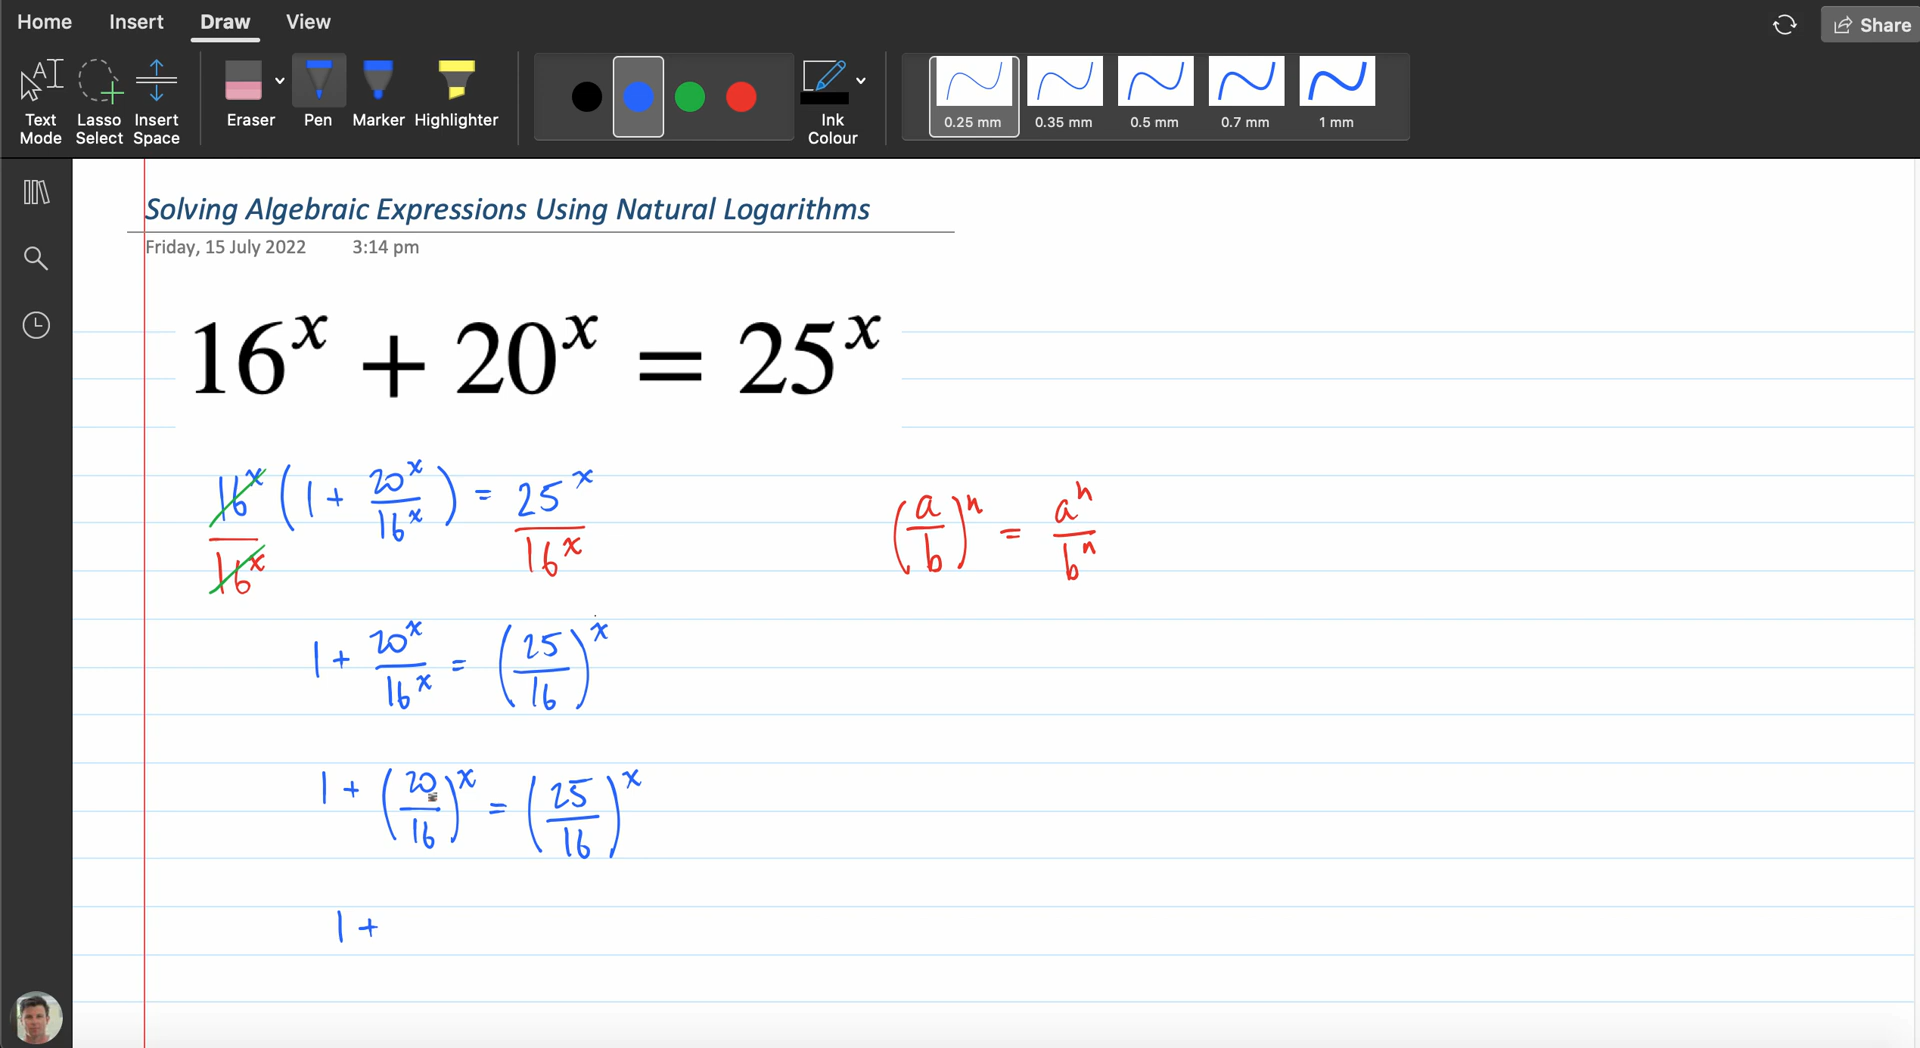 Home Insert Draw View Share
Text Mode Lasso Select Insert Space Eraser Pen Marker Highlighter Ink Colour 0.25 mm 0.35 mm 0.5 mm 0.7 mm 1 mm
Solving Algebraic Expressions Using Natural Logarithms
Friday, 15 July 2022 3:14 pm
16^x + 20^x = 25^x
16^x/16^x (1 + 20^x/16^x) = 25^x/16^x
(a/b)^n = a^n/b^n
1 + 20^x/16^x = (25/16)^x
1 + (20/16)^x = (25/16)^x
1 +